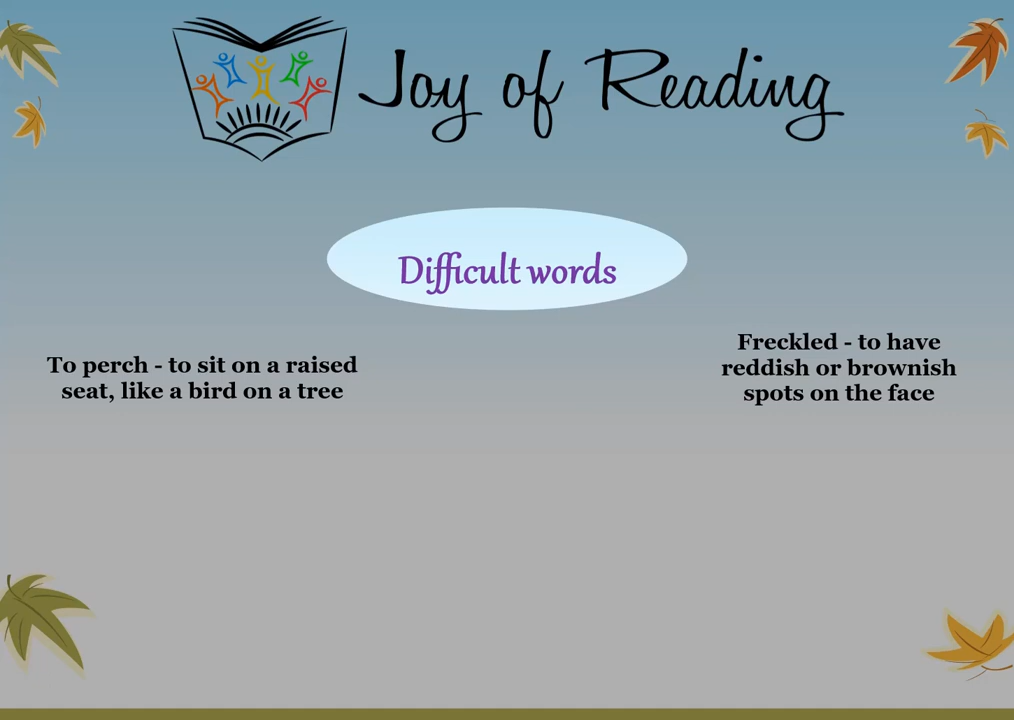 Joy of Reading
Difficult words
To perch - to sit on a raised
seat, like a bird on a tree
Freckled - to have
reddish or brownish
spots on the face